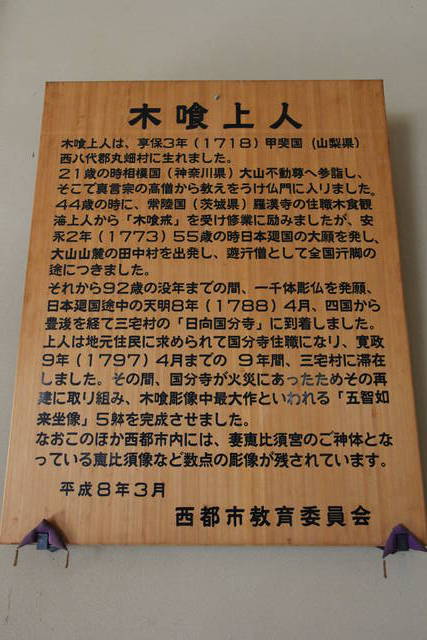 木喰上人
木喰上人は、享保3年（1718）甲斐国（山梨県）
西八代郡丸畑村に生れました。
21歳の時相模国（神奈川県）大山不動尊へ参詣し、
そこで真言宗の高僧から教えをうけ仏門に入りました。
44歳の時に、常陸国（茨城県）羅漢寺の住職木食観
海上人から「木喰戒」を受け修業に励みましたが、安
永2年（1773）55歳の時日本廻国の大願を発し、
大山山麓の田中村を出発し、遊行僧として全国行脚の
途につきました。
それから92歳の没年までの間、一千体彫仏を発願、
日本廻国途中の天明8年（1788）4月、四国から
豊後を経て三宅村の「日向国分寺」に到着しました。
上人は地元住民に求められて国分寺住職になり、寛政
9年（1797）4月までの 9年間、三宅村に滞在
しました。その間、国分寺が火災にあったためその再
建に取り組み、木喰彫像中最大作といわれる「五智如
来坐像」5躰を完成させました。
なおこのほか西都市内には、妻恵比須宮のご神体とな
っている恵比須像など数点の彫像が残されています。
平成8年3月
西都市教育委員会